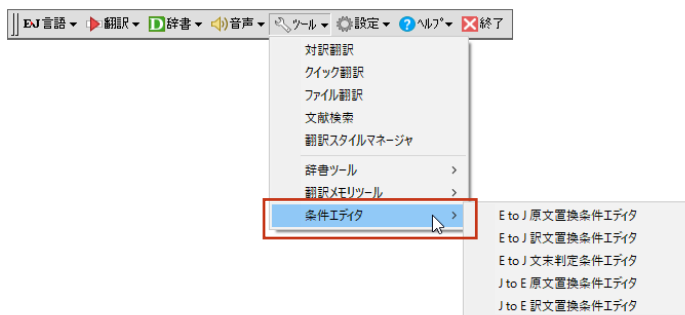 EJ言語 翻訳 D辞書 音声 ツール 設定 ?ヘルプ 終了
対訳翻訳
クイック翻訳
ファイル翻訳
文献検索
翻訳スタイルマネージャ
辞書ツール >
翻訳メモリツール >
条件エディタ >
E to J 原文置換条件エディタ
E to J 訳文置換条件エディタ
E to J 文末判定条件エディタ
J to E 原文置換条件エディタ
J to E 訳文置換条件エディタ